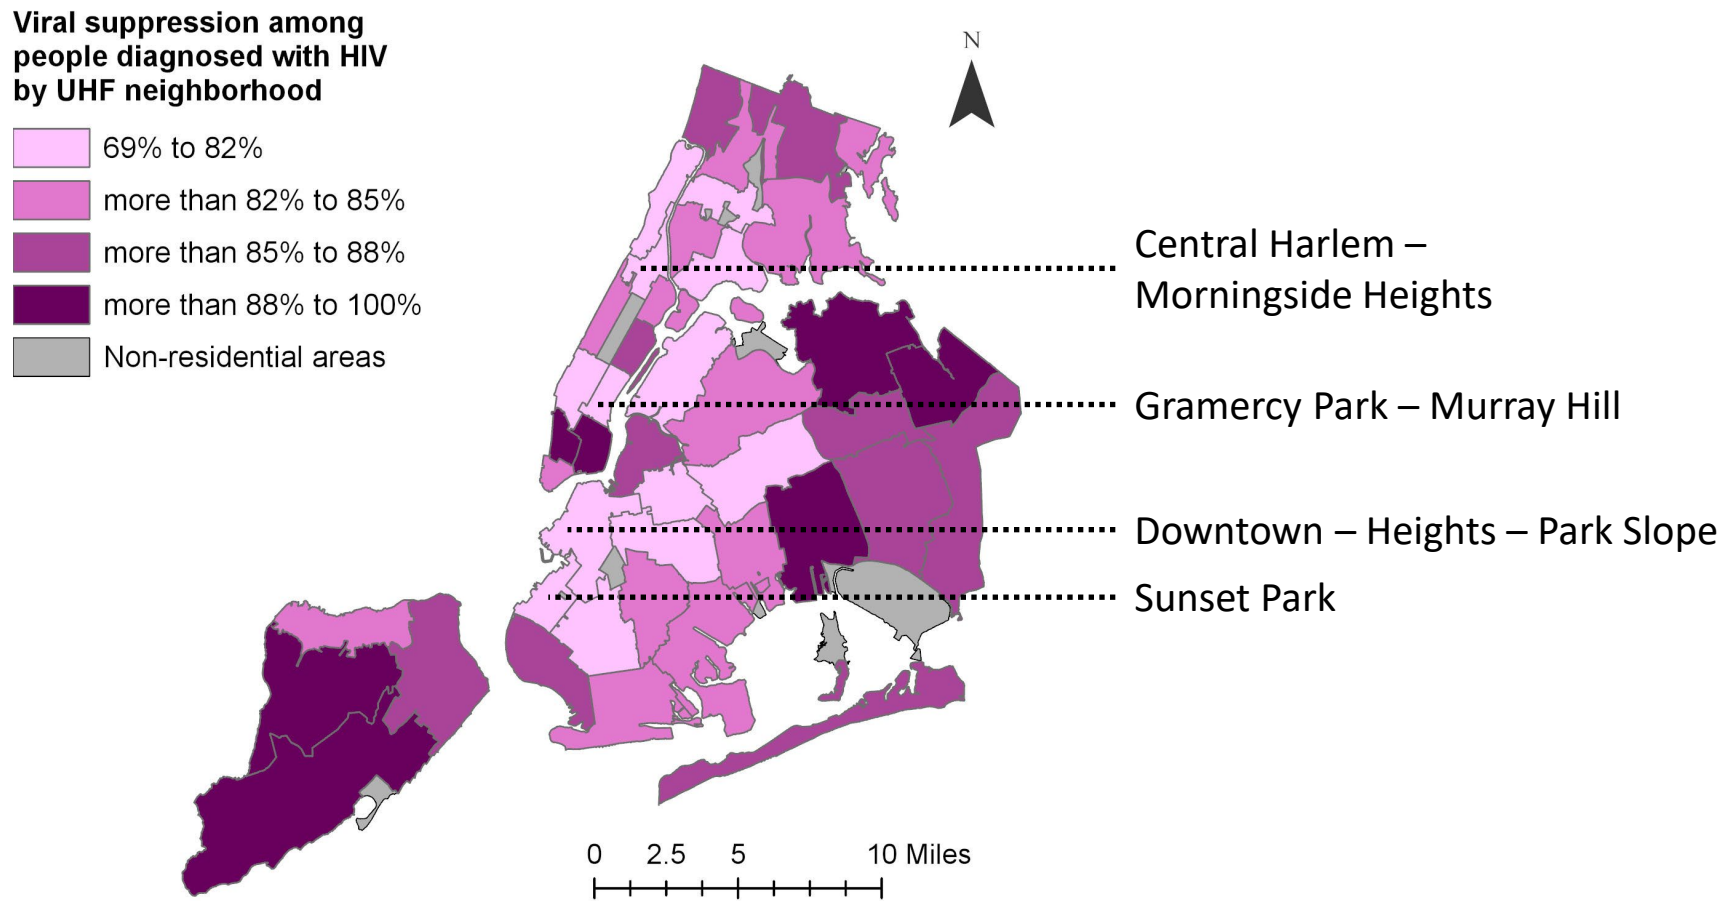 Viral suppression among
people diagnosed with HIV
by UHF neighborhood
69% to 82%
more than 82% to 85%
more than 85% to 88%
more than 88% to 100%
Non-residential areas
N
Central Harlem –
Morningside Heights
Gramercy Park – Murray Hill
Downtown – Heights – Park Slope
Sunset Park
0 2.5 5 10 Miles